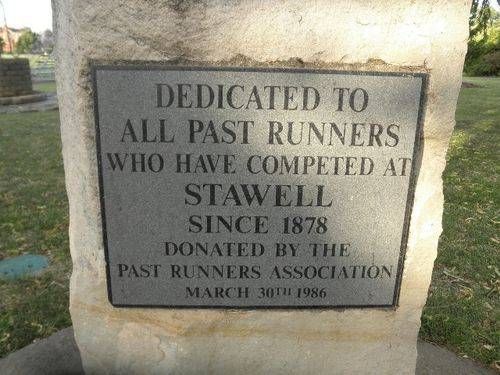 DEDICATED TO
ALL PAST RUNNERS
WHO HAVE COMPETED AT
STAWELL
SINCE 1878
DONATED BY THE
PAST RUNNERS ASSOCIATION
MARCH 30TH 1986